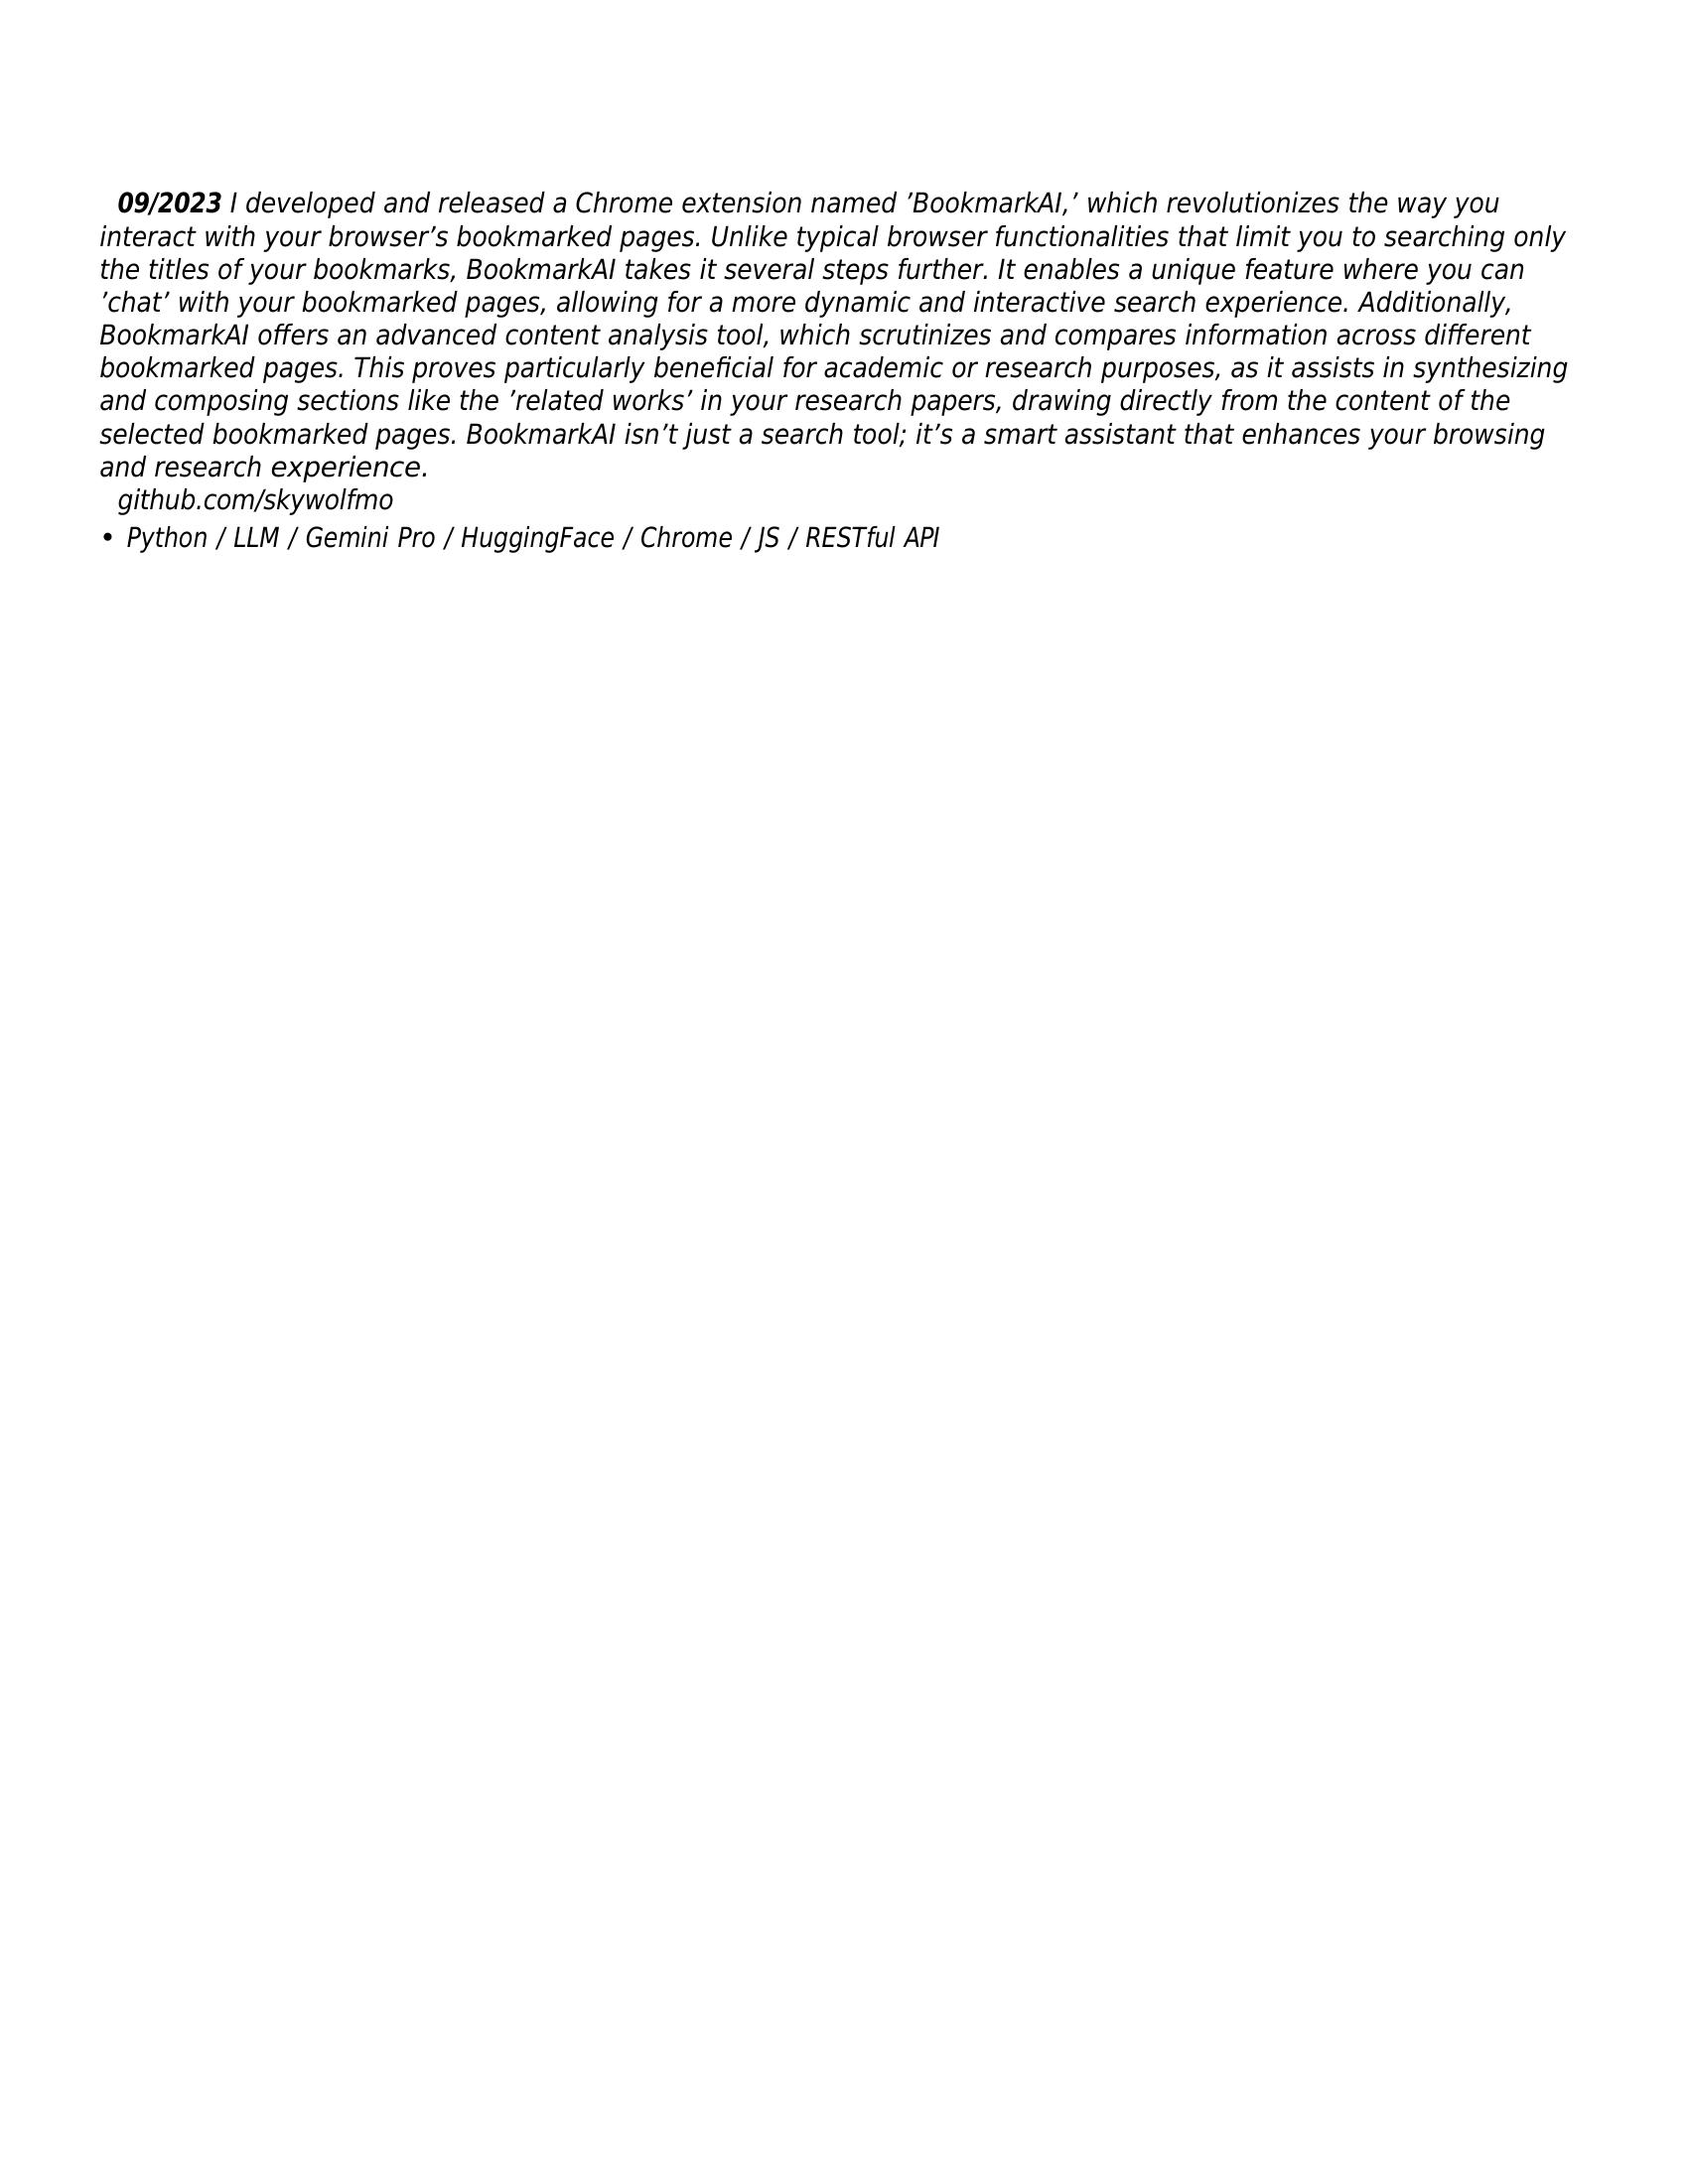 09/2023 I developed and released a Chrome extension named ’BookmarkAI,’ which revolutionizes the way you
interact with your browser’s bookmarked pages. Unlike typical browser functionalities that limit you to searching only
the titles of your bookmarks, BookmarkAI takes it several steps further. It enables a unique feature where you can
’chat’ with your bookmarked pages, allowing for a more dynamic and interactive search experience. Additionally,
BookmarkAI offers an advanced content analysis tool, which scrutinizes and compares information across different
bookmarked pages. This proves particularly beneficial for academic or research purposes, as it assists in synthesizing
and composing sections like the ’related works’ in your research papers, drawing directly from the content of the
selected bookmarked pages. BookmarkAI isn’t just a search tool; it’s a smart assistant that enhances your browsing
and research experience.
github.com/skywolfmo
• Python / LLM / Gemini Pro / HuggingFace / Chrome / JS / RESTful API